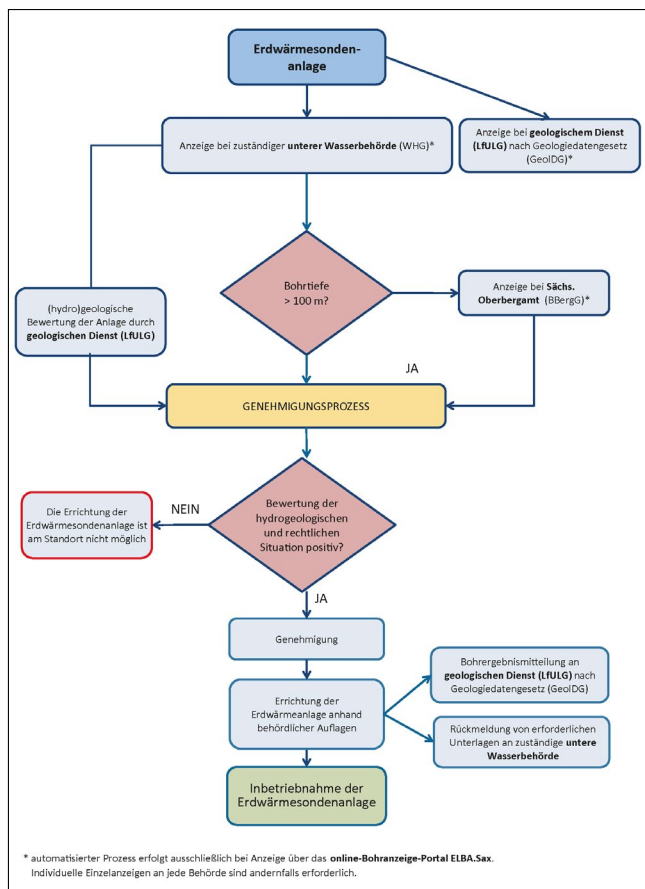 Erdwärmesonden-
anlage
Anzeige bei zuständiger unterer Wasserbehörde (WHG)*
Anzeige bei geologischem Dienst
(LfULG) nach Geologiedatengesetz
(GeolDG)*
Bohrtiefe
> 100 m?
Anzeige bei Sächs.
Oberbergamt (BBergG)*
(hydro)geologische
Bewertung der Anlage durch
geologischen Dienst (LfULG)
JA
GENEHMIGUNGSPROZESS
Bewertung der
hydrogeologischen
und rechtlichen
Situation positiv?
NEIN
Die Errichtung der
Erdwärmesondenanlage ist
am Standort nicht möglich
JA
Genehmigung
Errichtung der
Erdwärmeanlage anhand
behördlicher Auflagen
Bohrergebnismitteilung an
geologischen Dienst (LfULG) nach
Geologiedatengesetz (GeolDG)
Rückmeldung von erforderlichen
Unterlagen an zuständige untere
Wasserbehörde
Inbetriebnahme der
Erdwärmesondenanlage
* automatisierter Prozess erfolgt ausschließlich bei Anzeige über das online-Bohranzeige-Portal ELBA.Sax.
Individuelle Einzelanzeigen an jede Behörde sind andernfalls erforderlich.